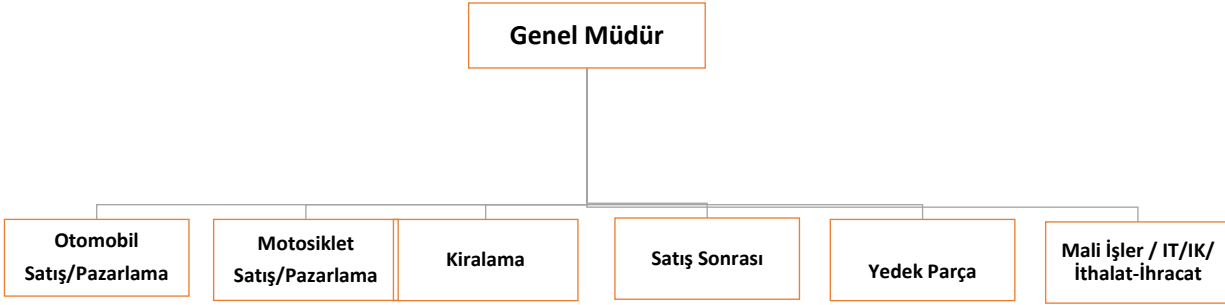 Genel Müdür
Otomobil
Satış/Pazarlama
Motosiklet
Satış/Pazarlama
Kiralama
Satış Sonrası
Yedek Parça
Mali İşler / IT/IK/
İthalat-İhracat